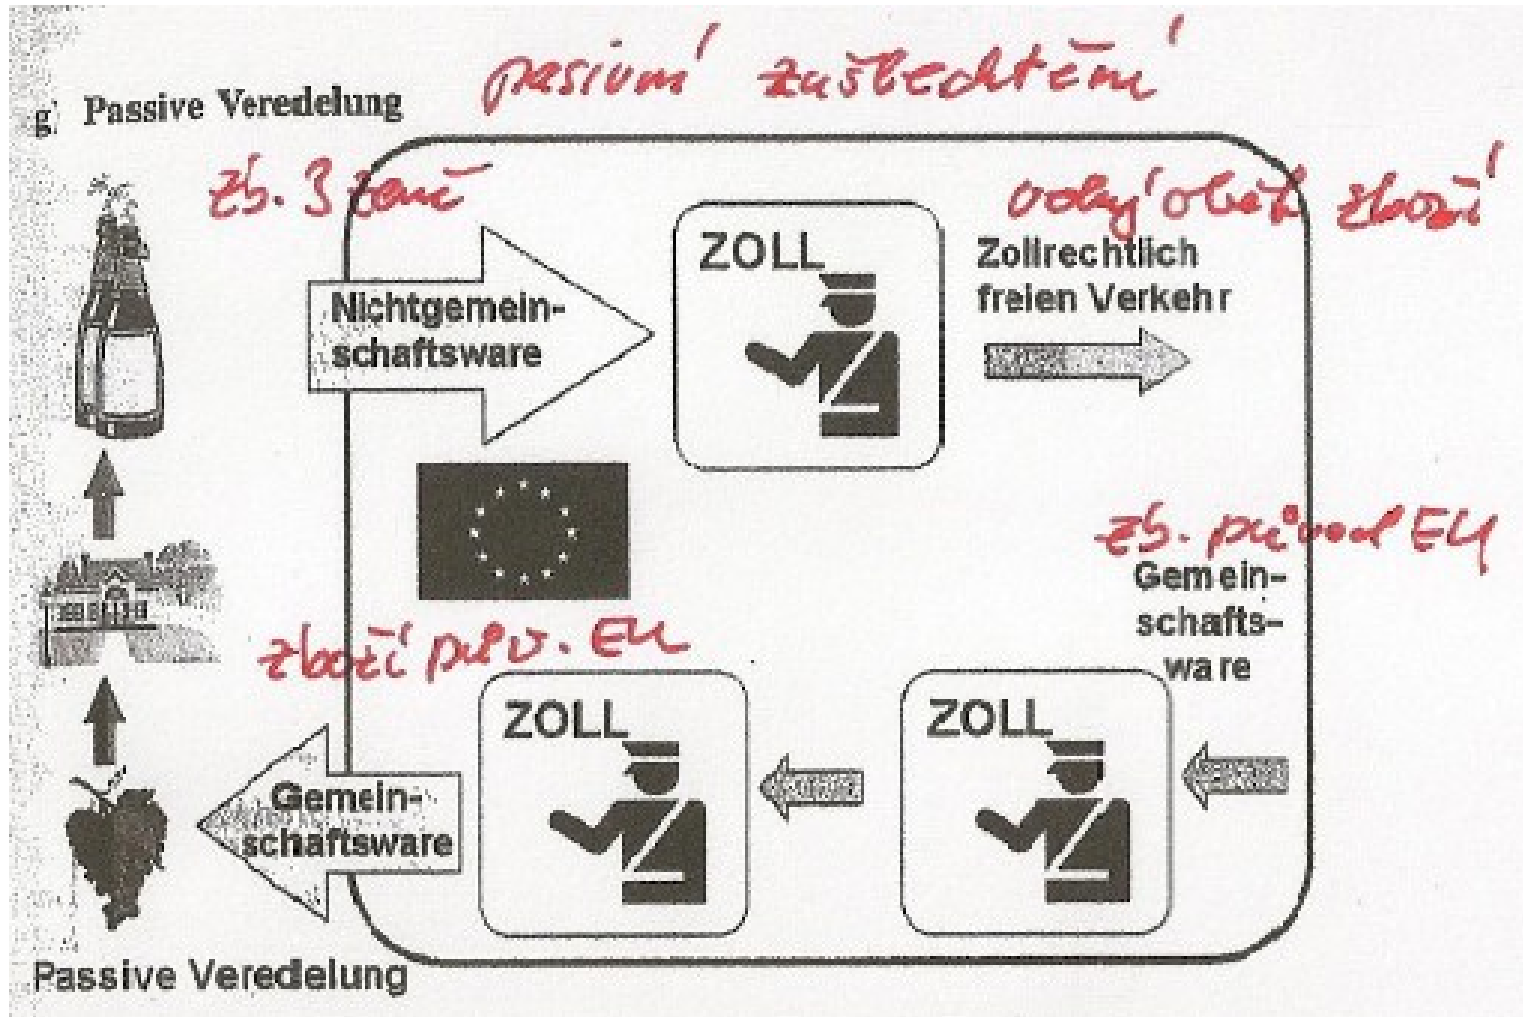 pasivní zušlechtění
g) Passive Veredelung
zb. 3 země
volný oběh zboží
ZOLL
Zollrechtlich
freien Verkehr
Nichtgemein-
schaftsware
zb. původ EU
Gemein-
schafts-
ware
zboží pův. EU
ZOLL
ZOLL
Gemein-
schaftsware
Passive Veredelung